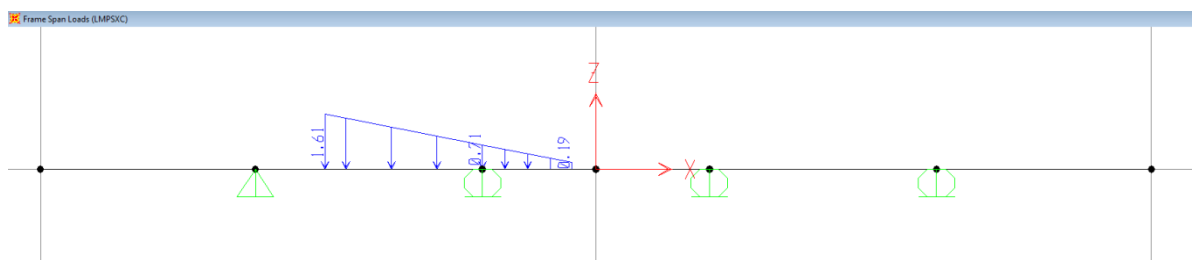 Frame Span Loads (LMPSXC)
Z
1.61
0.71
0.19
X